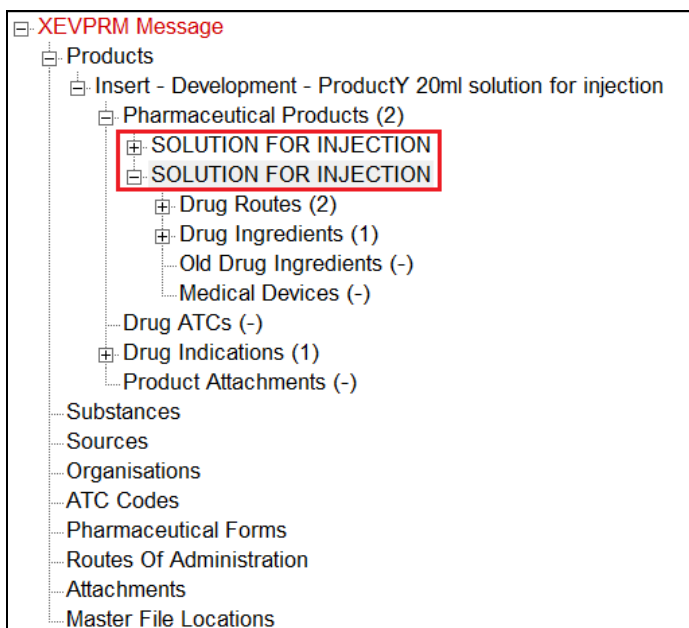 XEVPRM Message
Products
Insert - Development - ProductY 20ml solution for injection
Pharmaceutical Products (2)
SOLUTION FOR INJECTION
SOLUTION FOR INJECTION
Drug Routes (2)
Drug Ingredients (1)
Old Drug Ingredients (-)
Medical Devices (-)
Drug ATCs (-)
Drug Indications (1)
Product Attachments (-)
Substances
Sources
Organisations
ATC Codes
Pharmaceutical Forms
Routes Of Administration
Attachments
Master File Locations